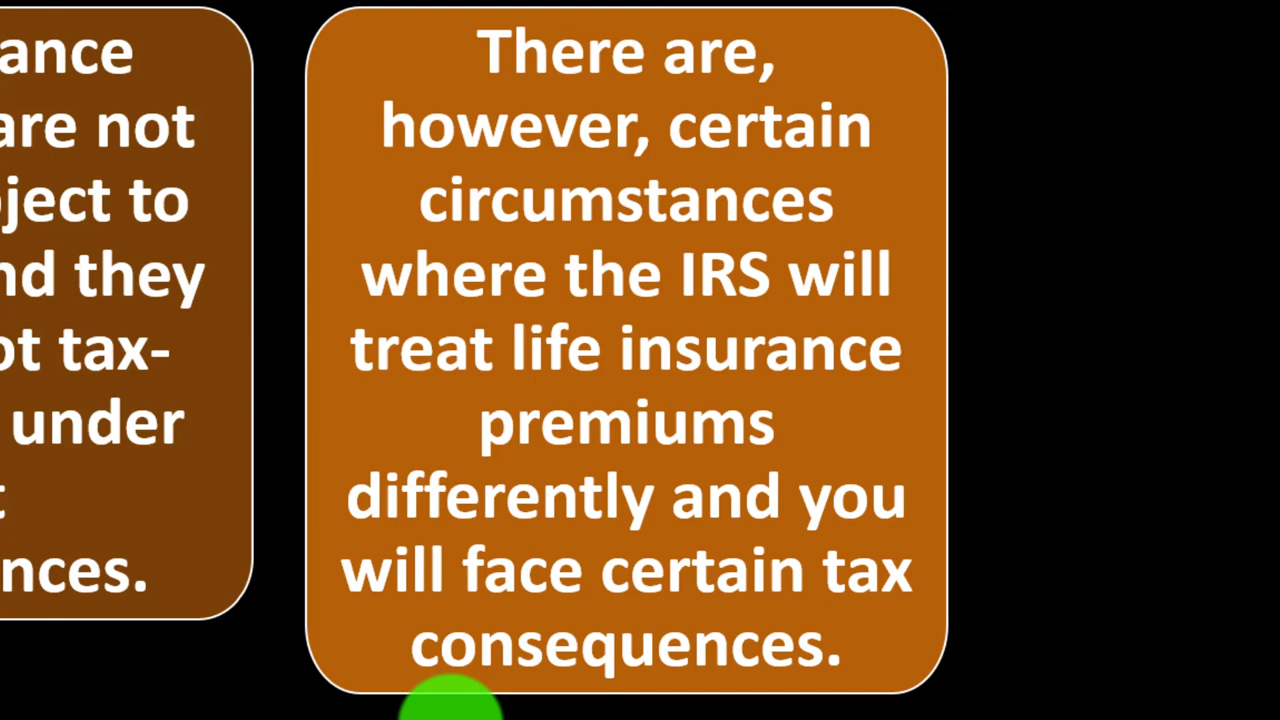 ance
are not
ject to
nd they
ot tax-
under
t
nces.
There are,
however, certain
circumstances
where the IRS will
treat life insurance
premiums
differently and you
will face certain tax
consequences.